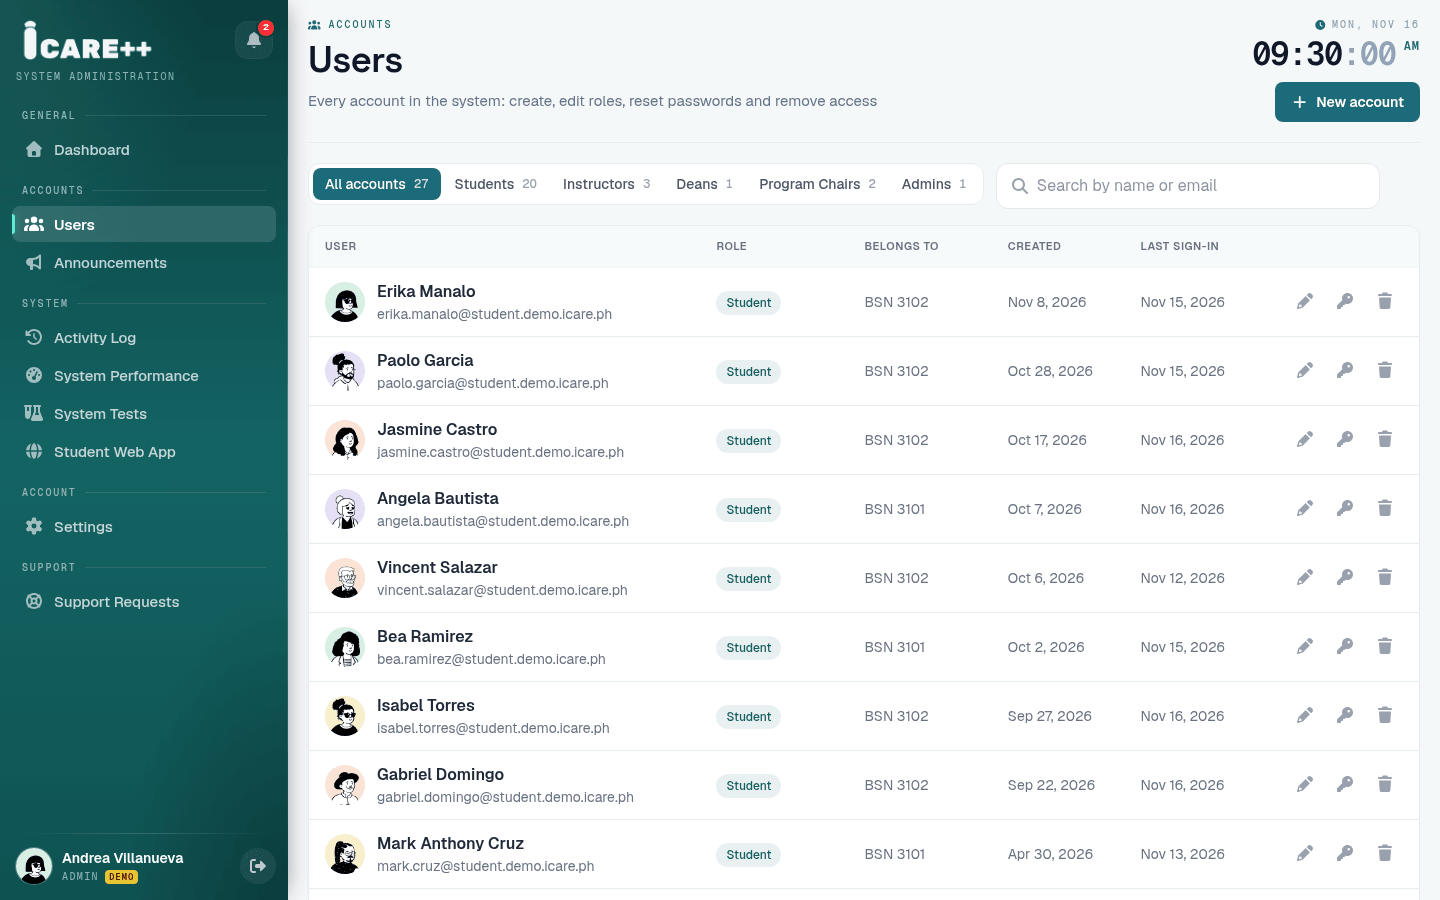 iCARE++
2
SYSTEM ADMINISTRATION
GENERAL
Dashboard
ACCOUNTS
Users
Announcements
SYSTEM
Activity Log
System Performance
System Tests
Student Web App
ACCOUNT
Settings
SUPPORT
Support Requests
Andrea Villanueva
ADMIN DEMO
ACCOUNTS
Users
Every account in the system: create, edit roles, reset passwords and remove access
MON, NOV 16
09:30:00 AM
New account
All accounts 27 Students 20 Instructors 3 Deans 1 Program Chairs 2 Admins 1
Search by name or email
USER ROLE BELONGS TO CREATED LAST SIGN-IN
Erika Manalo
erika.manalo@student.demo.icare.ph
Student BSN 3102 Nov 8, 2026 Nov 15, 2026
Paolo Garcia
paolo.garcia@student.demo.icare.ph
Student BSN 3102 Oct 28, 2026 Nov 15, 2026
Jasmine Castro
jasmine.castro@student.demo.icare.ph
Student BSN 3102 Oct 17, 2026 Nov 16, 2026
Angela Bautista
angela.bautista@student.demo.icare.ph
Student BSN 3101 Oct 7, 2026 Nov 16, 2026
Vincent Salazar
vincent.salazar@student.demo.icare.ph
Student BSN 3102 Oct 6, 2026 Nov 12, 2026
Bea Ramirez
bea.ramirez@student.demo.icare.ph
Student BSN 3101 Oct 2, 2026 Nov 15, 2026
Isabel Torres
isabel.torres@student.demo.icare.ph
Student BSN 3102 Sep 27, 2026 Nov 16, 2026
Gabriel Domingo
gabriel.domingo@student.demo.icare.ph
Student BSN 3102 Sep 22, 2026 Nov 16, 2026
Mark Anthony Cruz
mark.cruz@student.demo.icare.ph
Student BSN 3101 Apr 30, 2026 Nov 13, 2026